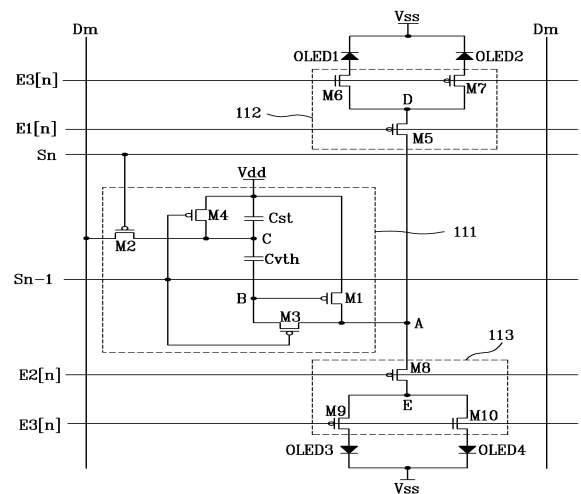 Vss
Dm
Dm
OLED1
OLED2
E3[n]
M6
M7
D
112
E1[n]
M5
Sn
Vdd
M4
Cst
111
M2
C
Cvth
Sn-1
B
M1
M3
A
113
E2[n]
M8
E
M9
M10
E3[n]
OLED3
OLED4
Vss